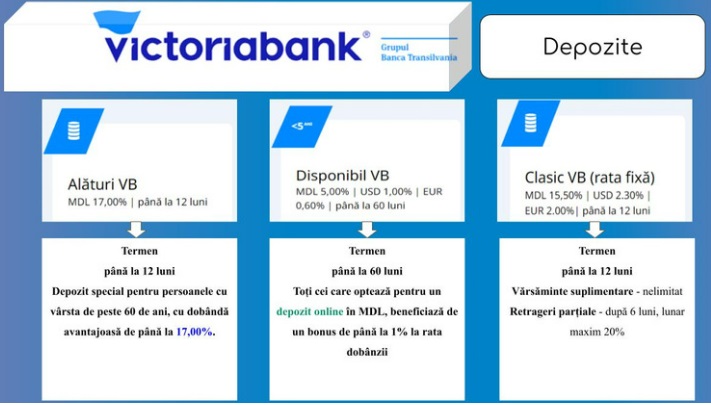 victoriabank®
Grupul
Banca Transilvania
Depozite
Alături VB
MDL 17,00% | până la 12 luni
<5 ani
Disponibil VB
MDL 5,00% | USD 1,00% | EUR
0,60% | până la 60 luni
Clasic VB (rata fixă)
MDL 15,50% | USD 2.30% |
EUR 2.00%| până la 12 luni
Termen
până la 12 luni
Depozit special pentru persoanele cu
vârsta de peste 60 de ani, cu dobândă
avantajoasă de până la 17,00%.
Termen
până la 60 luni
Toți cei care optează pentru un
depozit online în MDL, beneficiază de
un bonus de până la 1% la rata
dobânzii
Termen
până la 12 luni
Vărsăminte suplimentare - nelimitat
Retrageri parțiale - după 6 luni, lunar
maxim 20%